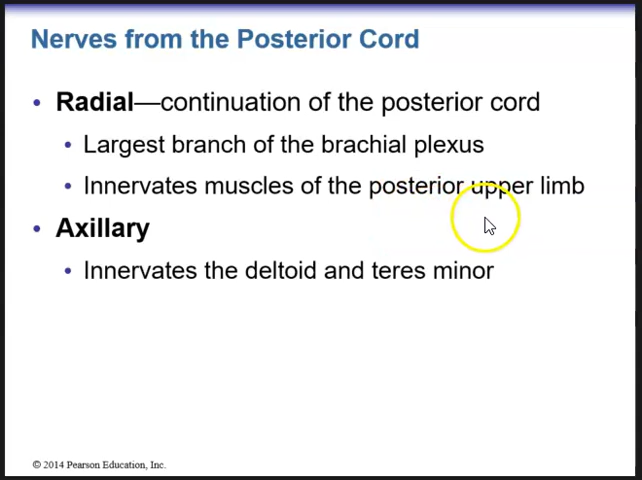 Nerves from the Posterior Cord
• Radial—continuation of the posterior cord
• Largest branch of the brachial plexus
• Innervates muscles of the posterior upper limb
• Axillary
• Innervates the deltoid and teres minor
© 2014 Pearson Education, Inc.